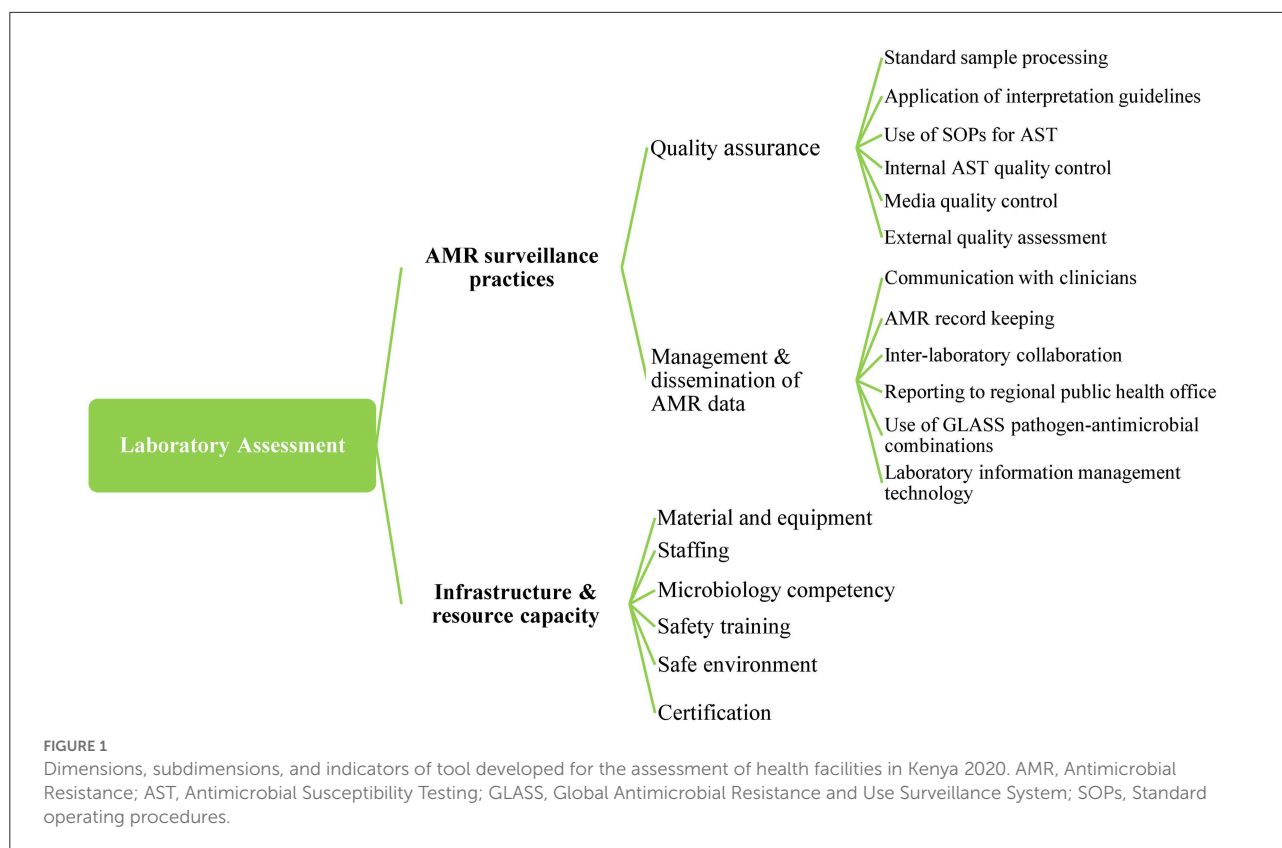 Standard sample processing
Application of interpretation guidelines
Quality assurance
Use of SOPs for AST
Internal AST quality control
Media quality control
External quality assessment
AMR surveillance
practices
Communication with clinicians
AMR record keeping
Management &
dissemination of
AMR data
Inter-laboratory collaboration
Reporting to regional public health office
Use of GLASS pathogen-antimicrobial
combinations
Laboratory information management
technology
Laboratory Assessment
Material and equipment
Staffing
Infrastructure &
resource capacity
Microbiology competency
Safety training
Safe environment
Certification
FIGURE 1
Dimensions, subdimensions, and indicators of tool developed for the assessment of health facilities in Kenya 2020. AMR, Antimicrobial
Resistance; AST, Antimicrobial Susceptibility Testing; GLASS, Global Antimicrobial Resistance and Use Surveillance System; SOPs, Standard
operating procedures.